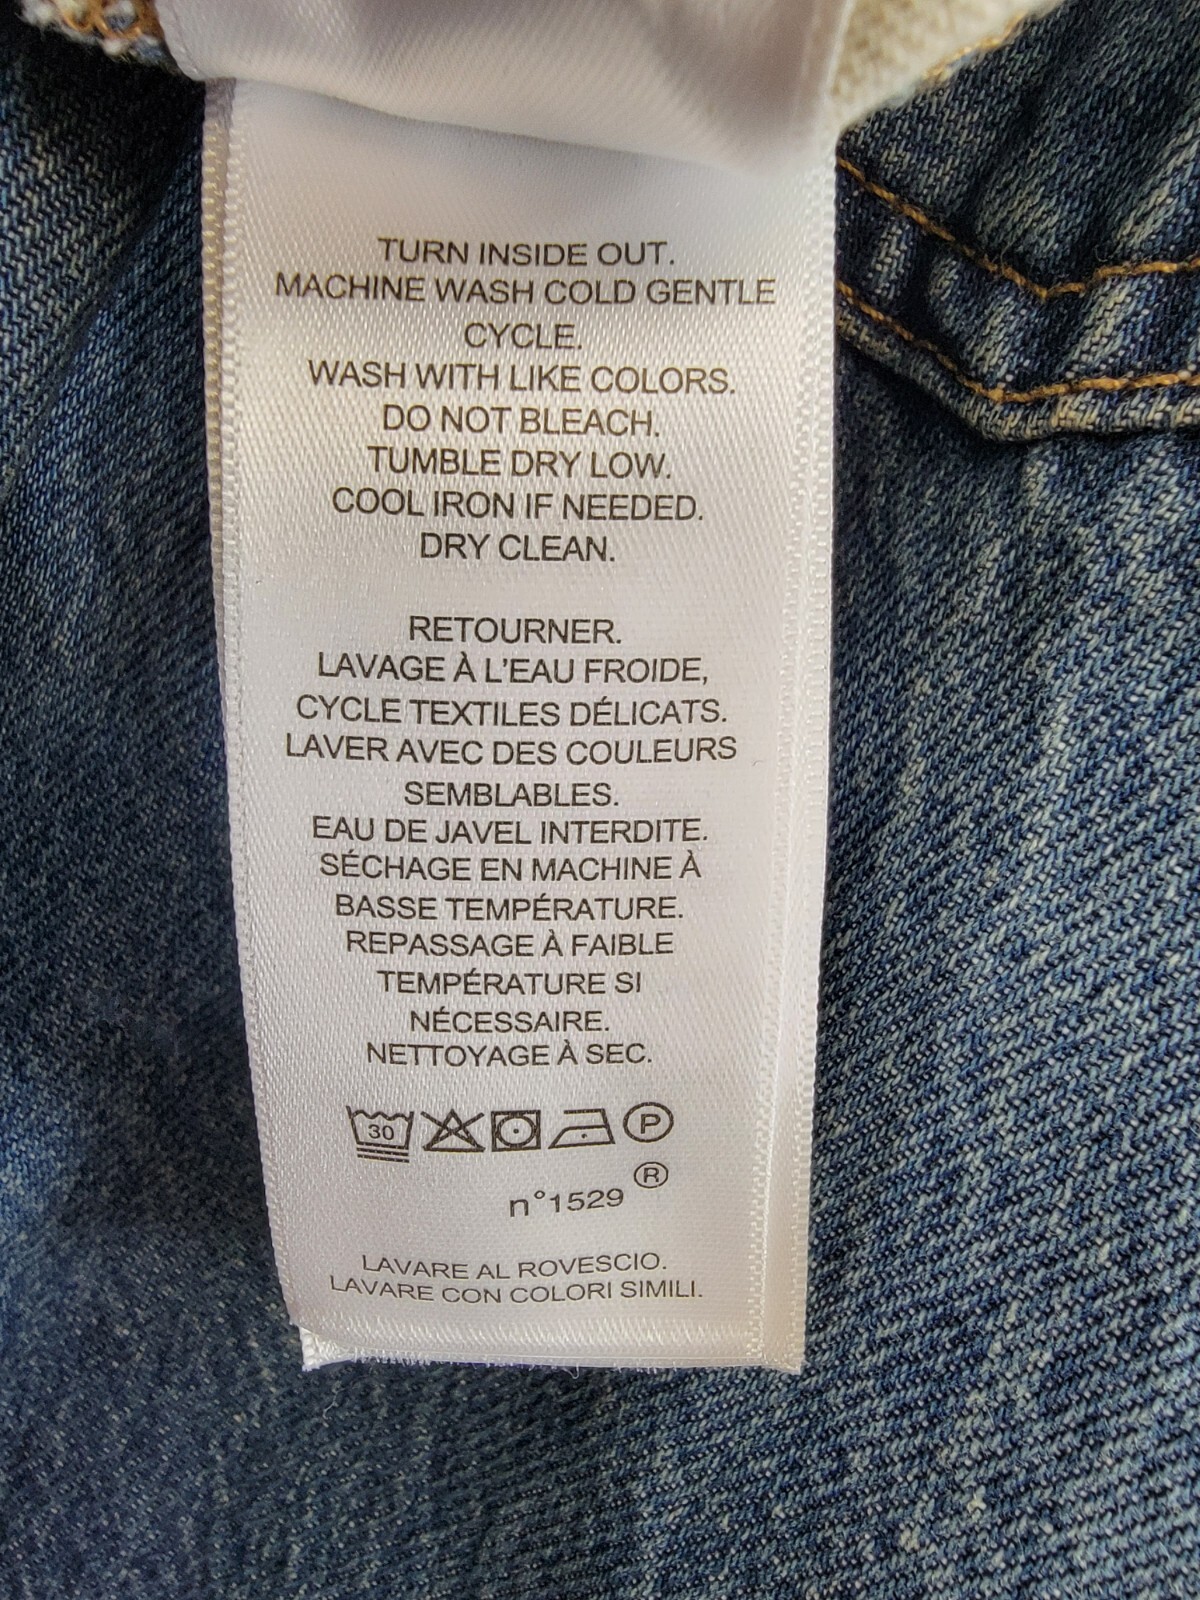 TURN INSIDE OUT.
MACHINE WASH COLD GENTLE
CYCLE.
WASH WITH LIKE COLORS.
DO NOT BLEACH.
TUMBLE DRY LOW.
COOL IRON IF NEEDED.
DRY CLEAN.
RETOURNER.
LAVAGE À L'EAU FROIDE,
CYCLE TEXTILES DÉLICATS.
LAVER AVEC DES COULEURS
SEMBLABLES.
EAU DE JAVEL INTERDITE.
SÉCHAGE EN MACHINE À
BASSE TEMPÉRATURE.
REPASSAGE À FAIBLE
TEMPÉRATURE SI
NÉCESSAIRE.
NETTOYAGE À SEC.
30 P
®
n°1529
LAVARE AL ROVESCIO.
LAVARE CON COLORI SIMILI.